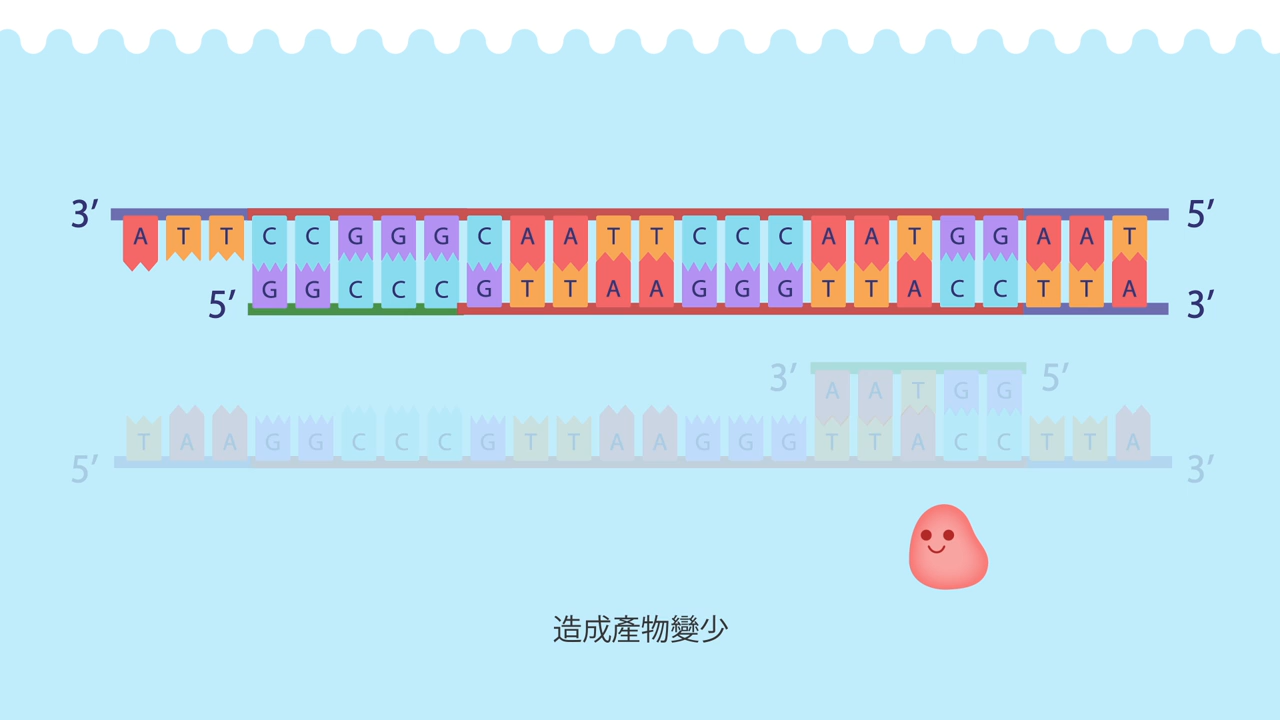 3’ A T T C C G G G C A A T T C C C A A T G G A A T 5’
5’ G G C C C G T T A A G G G T T A C C T T A 3’
3’ A A T G G 5’
5’ T A A G G C C C G T T A A G G G T T A C C T T A 3’
造成產物變少